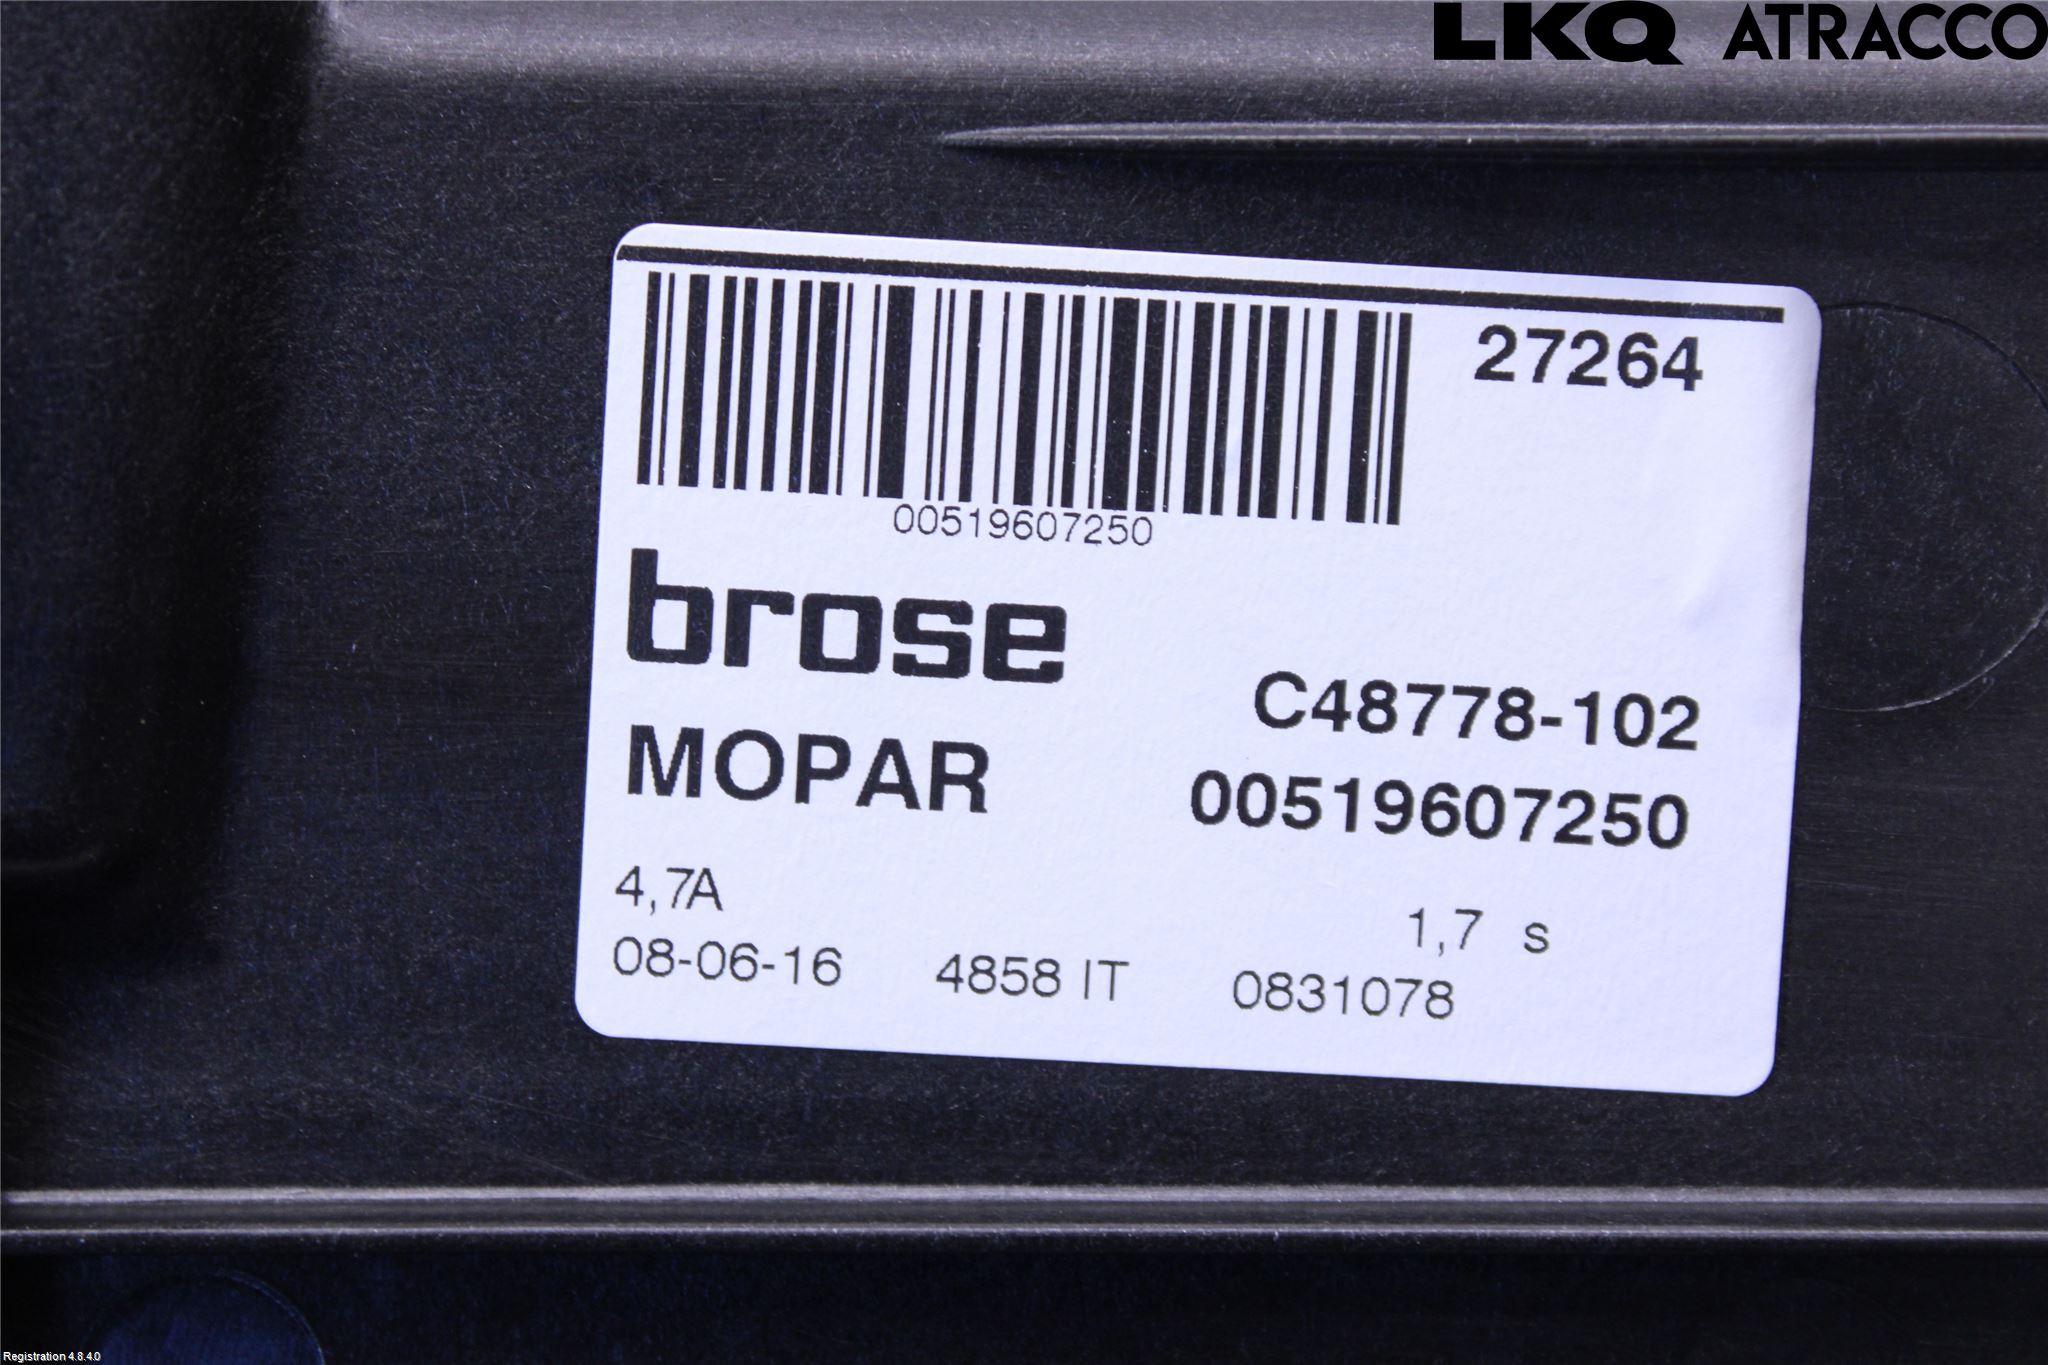 LKQ ATRACCO
27264
00519607250
brose
C48778-102
MOPAR
00519607250
4,7A
1,7 s
08-06-16 4858 IT 0831078
Registration 4.8.4.0